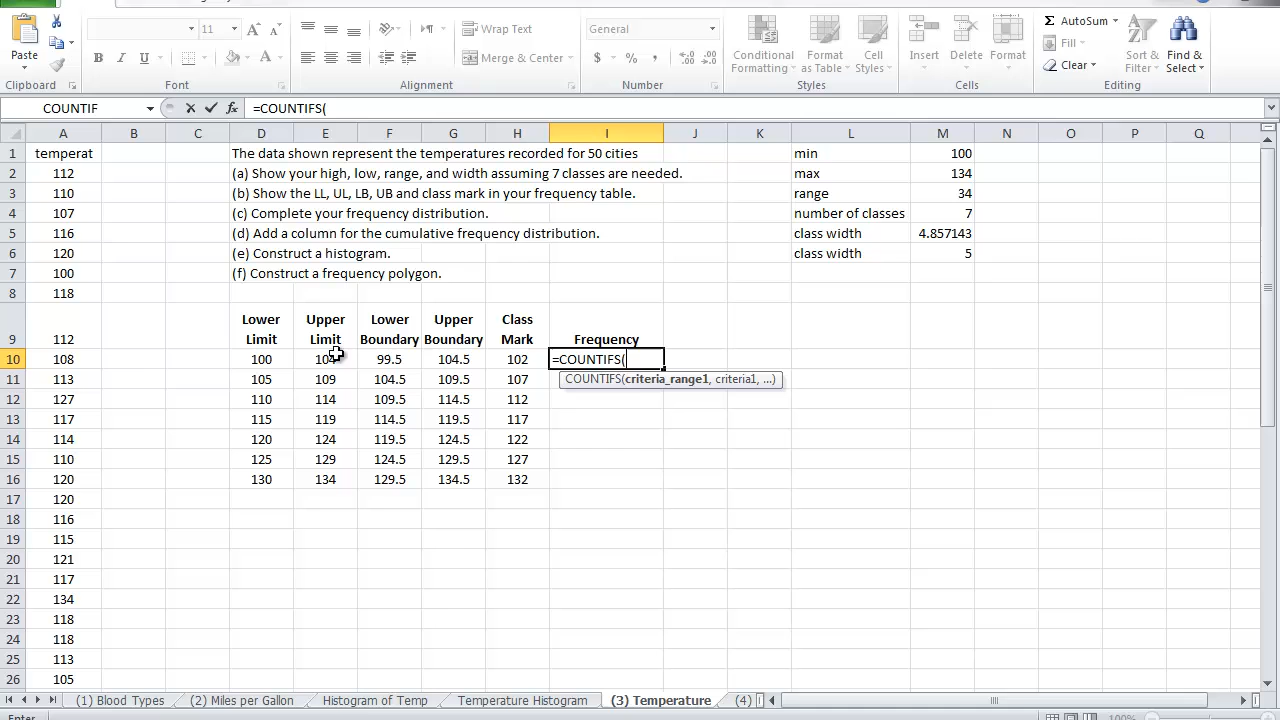 11 General AutoSum
Paste B I U Wrap Text Merge & Center $ % , Conditional Formatting Format as Table Cell Styles Insert Delete Format Fill Clear Sort & Filter Find & Select
Clipboard Font Alignment Number Styles Cells Editing
COUNTIF fx =COUNTIFS(
A B C D E F G H I J K L M N O P Q
1 temperat The data shown represent the temperatures recorded for 50 cities min 100
2 112 (a) Show your high, low, range, and width assuming 7 classes are needed. max 134
3 110 (b) Show the LL, UL, LB, UB and class mark in your frequency table. range 34
4 107 (c) Complete your frequency distribution. number of classes 7
5 116 (d) Add a column for the cumulative frequency distribution. class width 4.857143
6 120 (e) Construct a histogram. class width 5
7 100 (f) Construct a frequency polygon.
8 118
Lower Upper Lower Upper Class
9 112 Limit Limit Boundary Boundary Mark Frequency
10 108 100 99.5 104.5 102 =COUNTIFS(
11 113 105 109 104.5 109.5 107 COUNTIFS(criteria_range1, criteria1, ...)
12 127 110 114 109.5 114.5 112
13 117 115 119 114.5 119.5 117
14 114 120 124 119.5 124.5 122
15 110 125 129 124.5 129.5 127
16 120 130 134 129.5 134.5 132
17 120
18 116
19 115
20 121
21 117
22 134
23 118
24 118
25 113
26 105
(1) Blood Types (2) Miles per Gallon Histogram of Temp Temperature Histogram (3) Temperature (4)